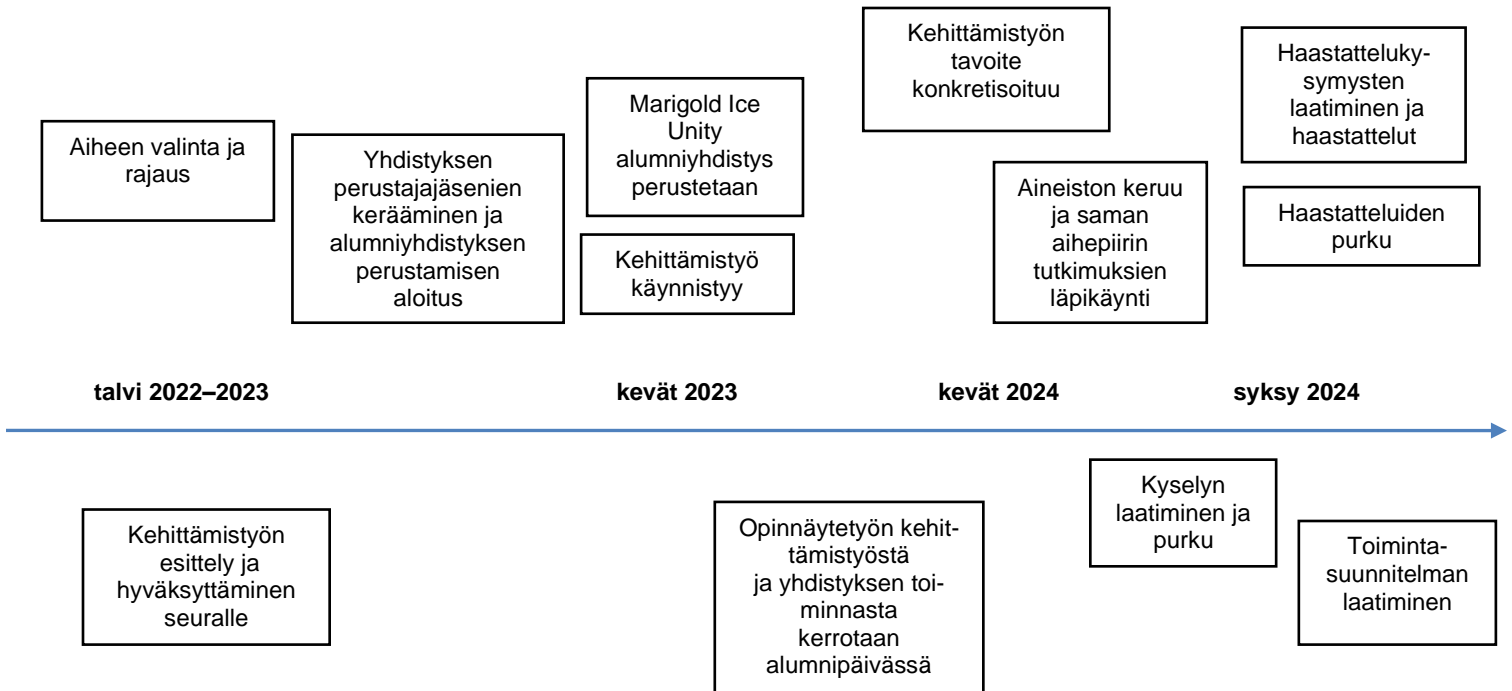 Aiheen valinta ja
rajaus
Yhdistyksen
perustajajäsenien
kerääminen ja
alumniyhdistyksen
perustamisen
aloitus
Marigold Ice
Unity
alumniyhdistys
perustetaan
Kehittämistyö
käynnistyy
Kehittämistyön
tavoite
konkretisoituu
Aineiston keruu
ja saman
aihepiirin
tutkimuksien
läpikäynti
Haastatteluky-
symysten
laatiminen ja
haastattelut
Haastatteluiden
purku
talvi 2022–2023
kevät 2023
kevät 2024
syksy 2024
Kehittämistyön
esittely ja
hyväksyttäminen
seuralle
Opinnäytetyön kehit-
tämistyöstä
ja yhdistyksen toi-
minnasta
kerrotaan
alumnipäivässä
Kyselyn
laatiminen ja
purku
Toiminta-
suunnitelman
laatiminen